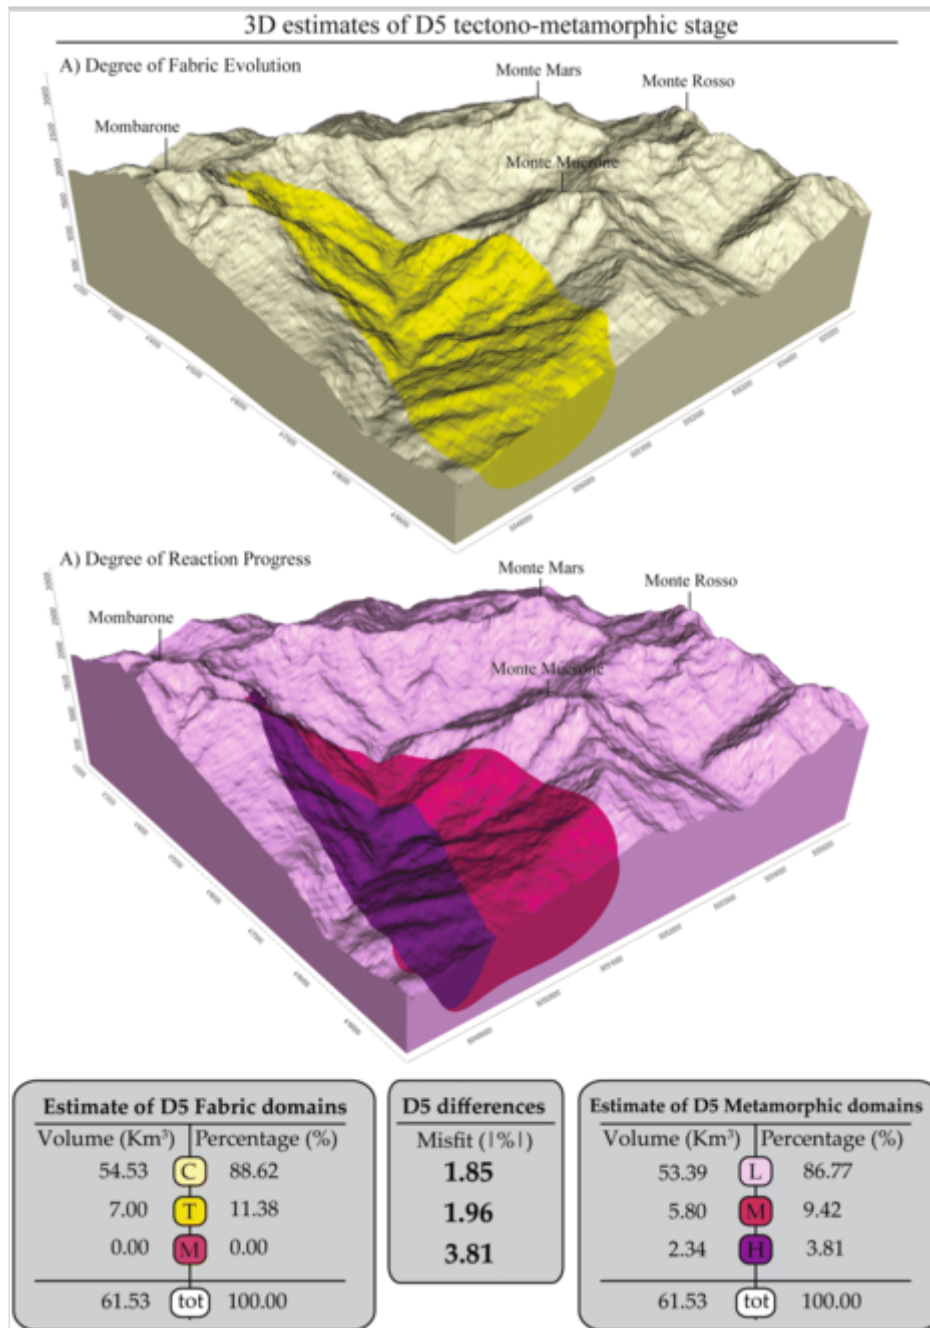 3D estimates of D5 tectono-metamorphic stage
A) Degree of Fabric Evolution
Monte Mars
Monte Rosso
Mombarone
Monte Mucrone
A) Degree of Reaction Progress
Monte Mars
Monte Rosso
Mombarone
Monte Mucrone
Estimate of D5 Fabric domains
Volume (Km³) Percentage (%)
54.53 C 88.62
7.00 T 11.38
0.00 M 0.00
61.53 tot 100.00
D5 differences
Misfit (|%|)
1.85
1.96
3.81
Estimate of D5 Metamorphic domains
Volume (Km³) Percentage (%)
53.39 L 86.77
5.80 M 9.42
2.34 H 3.81
61.53 tot 100.00